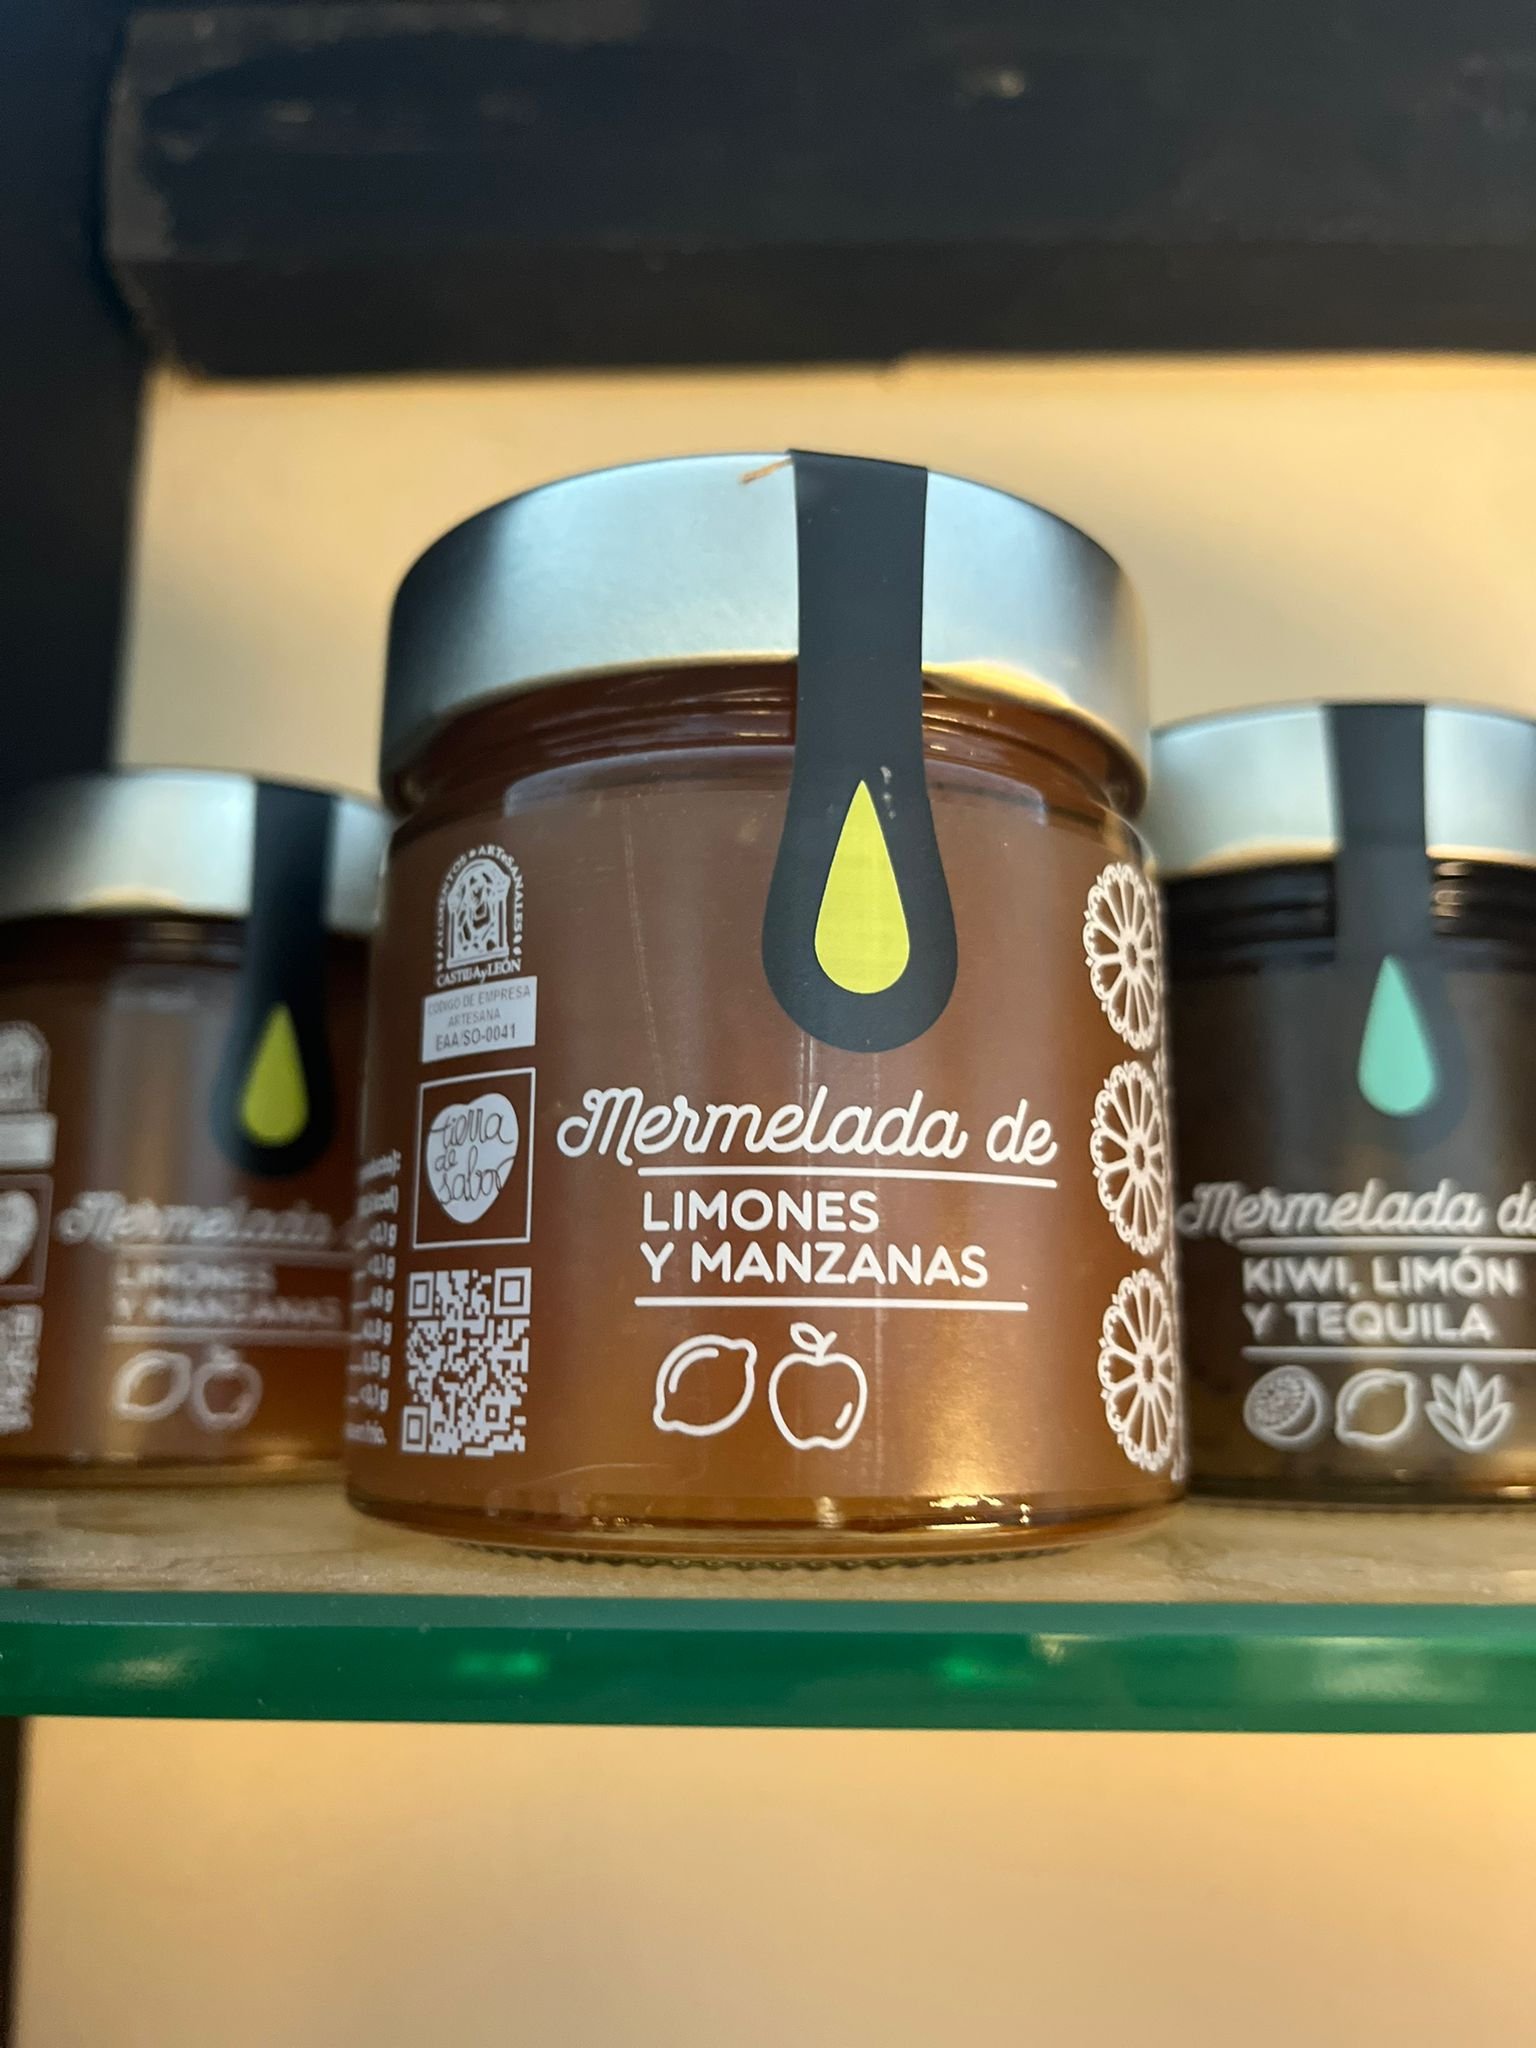 ALIMENTOS ARTESANALES
CASTILLA y LEÓN
CÓDIGO DE EMPRESA
ARTESANA
EAA/SO-0041
tierra
de
sabor
Mermelada de
LIMONES
Y MANZANAS
Mermelada
LIMONES
Y MANZANAS
Mermelada de
KIWI, LIMÓN
Y TEQUILA